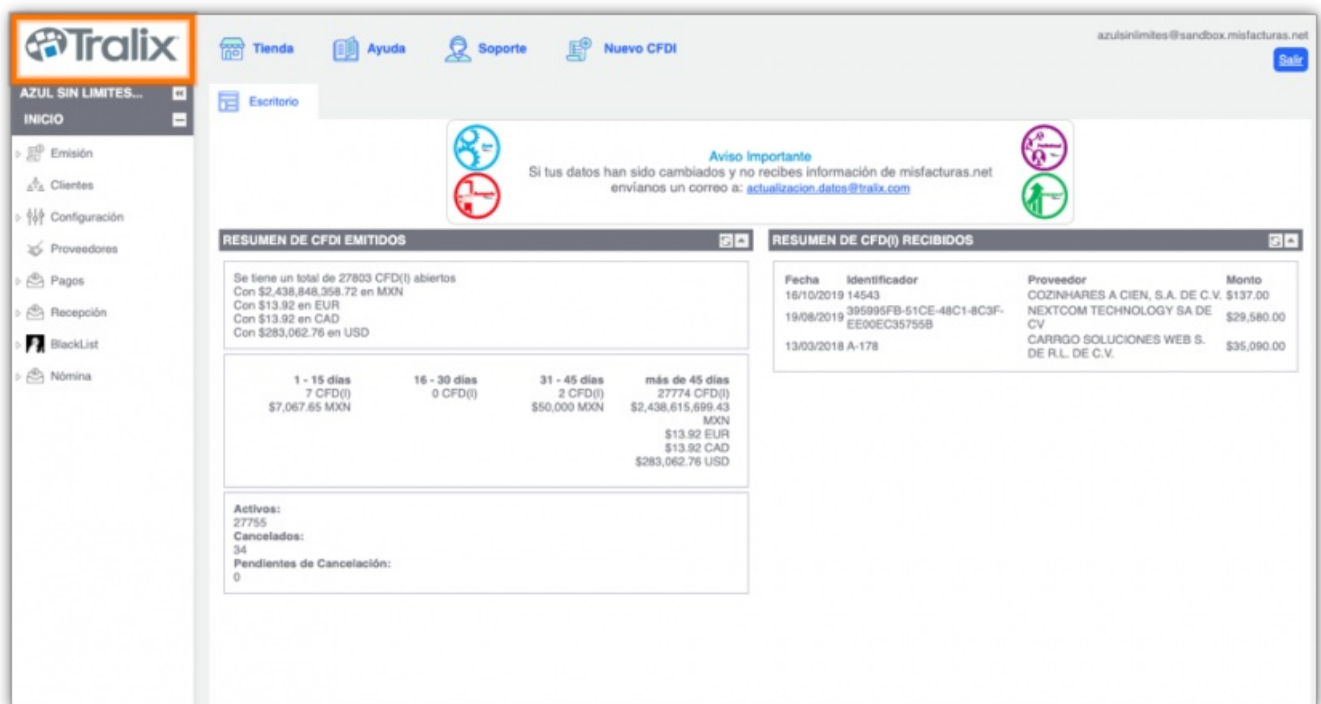 Tralix
Tienda
Ayuda
Soporte
Nuevo CFDI
azulsinlimites@sandbox.misfacturas.net
Salir
AZUL SIN LIMITES...
INICIO
Emisión
Clientes
Configuración
Proveedores
Pagos
Recepción
BlackList
Nómina
Escritorio
Aviso Importante
Si tus datos han sido cambiados y no recibes información de misfacturas.net
envíanos un correo a: actualizacion.datos@tralix.com
RESUMEN DE CFDI EMITIDOS
Se tiene un total de 27803 CFD(I) abiertos
Con $2,438,848,358.72 en MXN
Con $13.92 en EUR
Con $13.92 en CAD
Con $283,062.76 en USD
1 - 15 días 16 - 30 días 31 - 45 días más de 45 días
7 CFD(I) 0 CFD(I) 2 CFD(I) 27774 CFD(I)
$7,067.65 MXN $50,000 MXN $2,438,615,699.43
MXN
$13.92 EUR
$13.92 CAD
$283,062.76 USD
Activos:
27755
Cancelados:
34
Pendientes de Cancelación:
0
RESUMEN DE CFD(I) RECIBIDOS
Fecha Identificador Proveedor Monto
16/10/2019 14543 COZINHARES A CIEN, S.A. DE C.V. $137.00
19/08/2019 395995FB-51CE-48C1-8C3F- NEXTCOM TECHNOLOGY SA DE $29,580.00
EE00EC35755B CV
13/03/2018 A-178 CARRGO SOLUCIONES WEB S. $35,090.00
DE R.L. DE C.V.